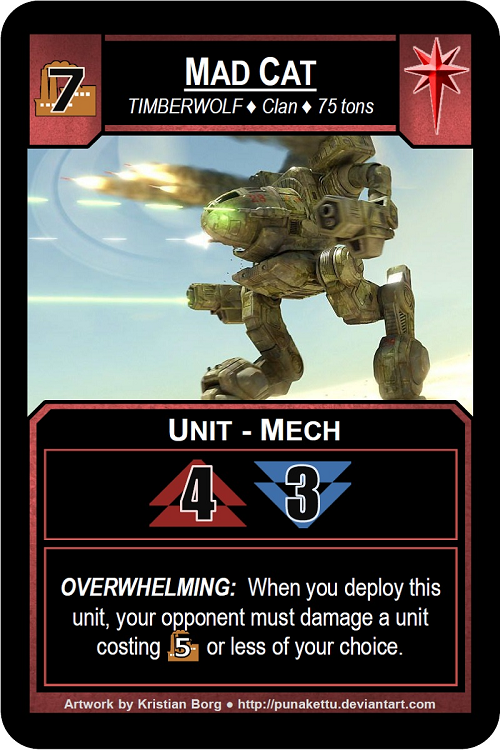 7
MAD CAT
TIMBERWOLF ♦ Clan ♦ 75 tons
UNIT - MECH
4 3
OVERWHELMING: When you deploy this
unit, your opponent must damage a unit
costing 5 or less of your choice.
Artwork by Kristian Borg ● http://punakettu.deviantart.com